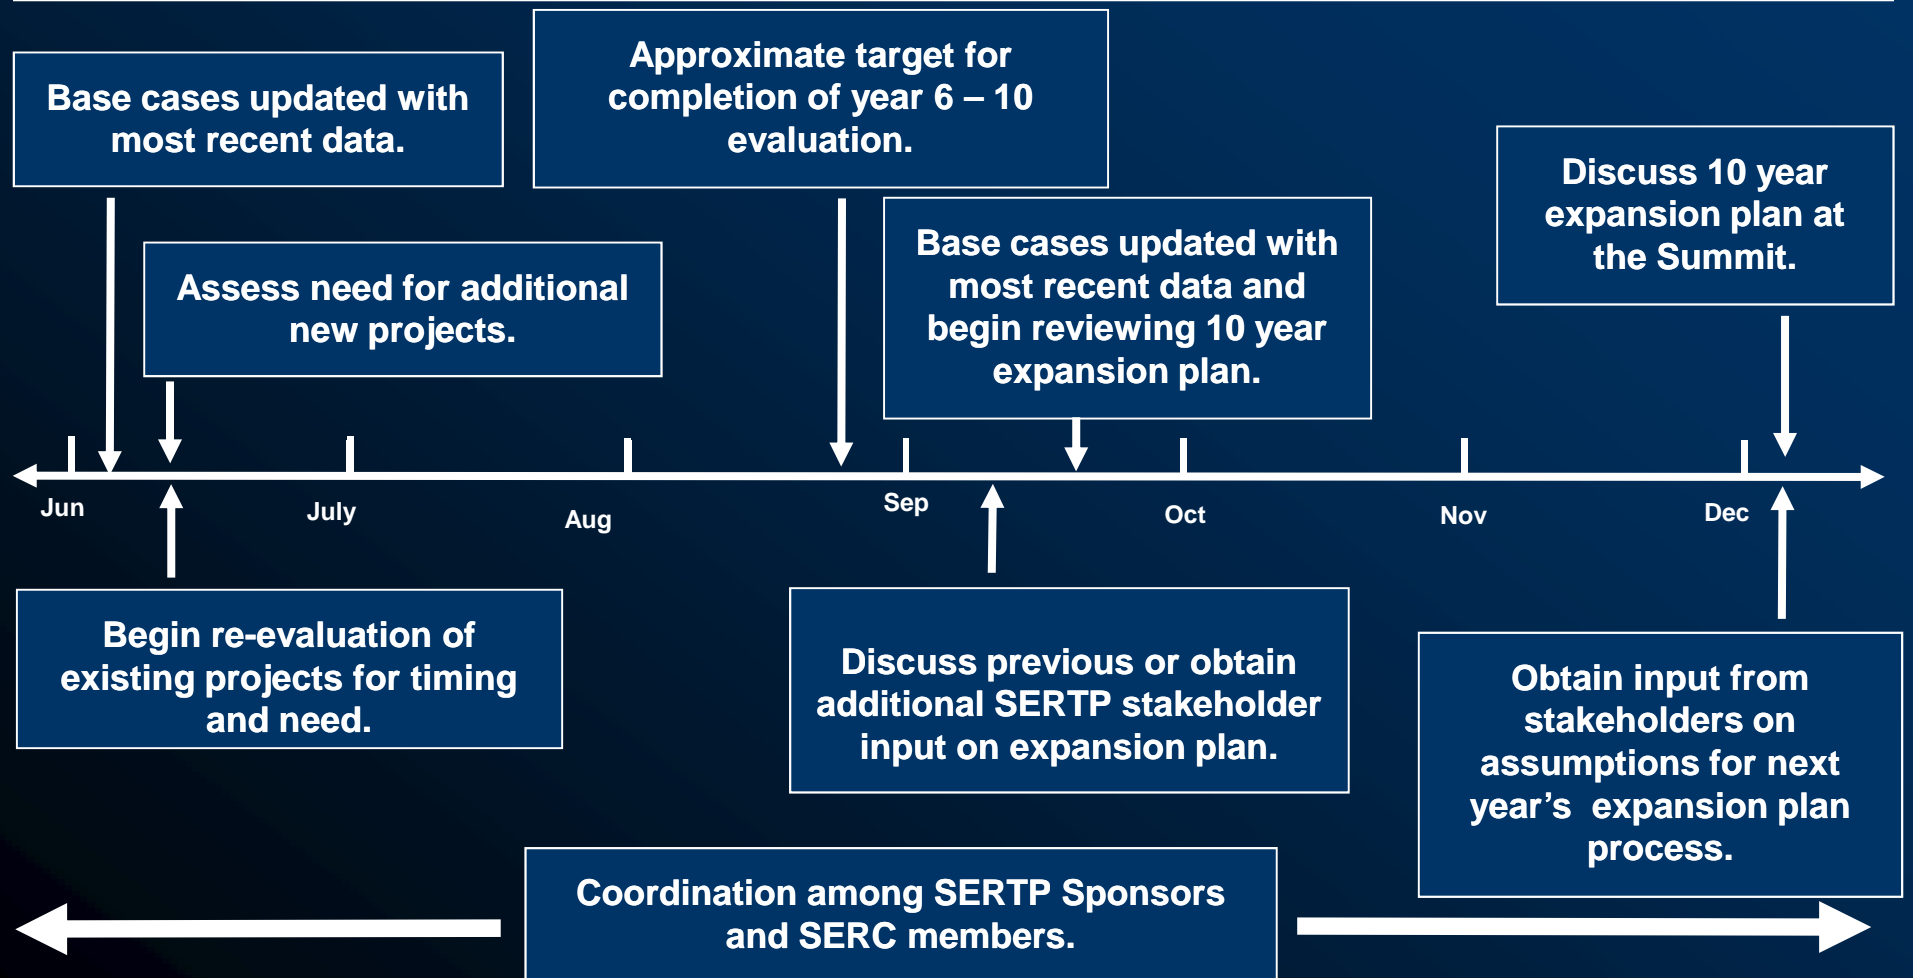 Base cases updated with
most recent data.
Approximate target for
completion of year 6 – 10
evaluation.
Discuss 10 year
expansion plan at
the Summit.
Assess need for additional
new projects.
Base cases updated with
most recent data and
begin reviewing 10 year
expansion plan.
Jun
July
Aug
Sep
Oct
Nov
Dec
Begin re-evaluation of
existing projects for timing
and need.
Discuss previous or obtain
additional SERTP stakeholder
input on expansion plan.
Obtain input from
stakeholders on
assumptions for next
year’s  expansion plan
process.
Coordination among SERTP Sponsors
and SERC members.